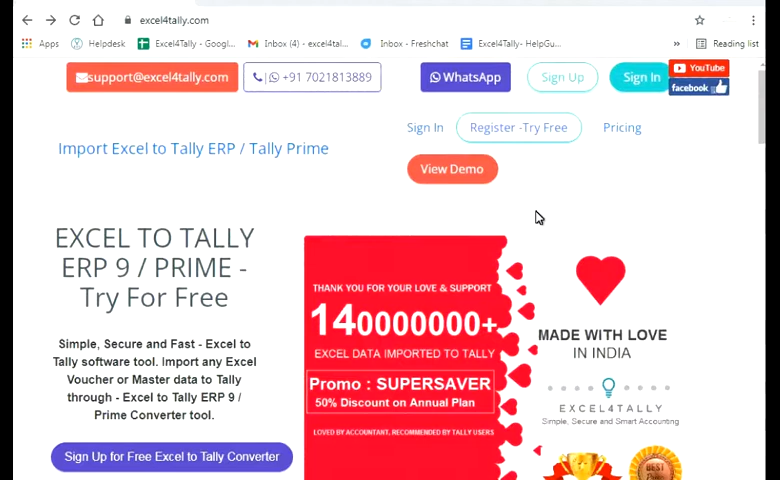 excel4tally.com
Apps
Helpdesk
Excel4Tally - Googl...
Inbox (4) - excel4tal...
Inbox - Freshchat
Excel4Tally- HelpGu...
»
Reading list
support@excel4tally.com
+91 7021813889
WhatsApp
Sign Up
Sign In
YouTube
facebook
Sign In
Register -Try Free
Pricing
Import Excel to Tally ERP / Tally Prime
View Demo
EXCEL TO TALLY
ERP 9 / PRIME -
Try For Free
Simple, Secure and Fast - Excel to
Tally software tool. Import any Excel
Voucher or Master data to Tally
through - Excel to Tally ERP 9 /
Prime Converter tool.
Sign Up for Free Excel to Tally Converter
THANK YOU FOR YOUR LOVE & SUPPORT
140000000+
EXCEL DATA IMPORTED TO TALLY
Promo : SUPERSAVER
50% Discount on Annual Plan
LOVED BY ACCOUNTANT, RECOMMENDED BY TALLY USERS
MADE WITH LOVE
IN INDIA
EXCEL4TALLY
Simple, Secure and Smart Accounting
BEST